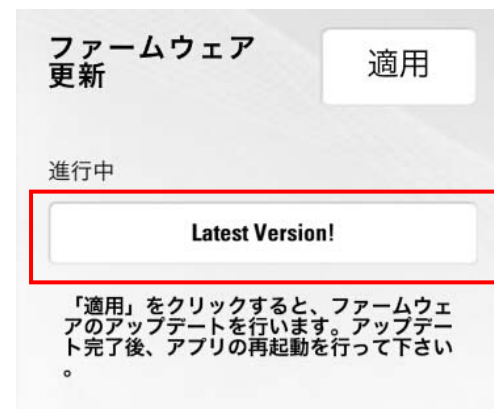 ファームウェア
更新
適用
進行中
Latest Version!
「適用」をクリックすると、ファームウェ
アのアップデートを行います。アップデー
ト完了後、アプリの再起動を行って下さい
。